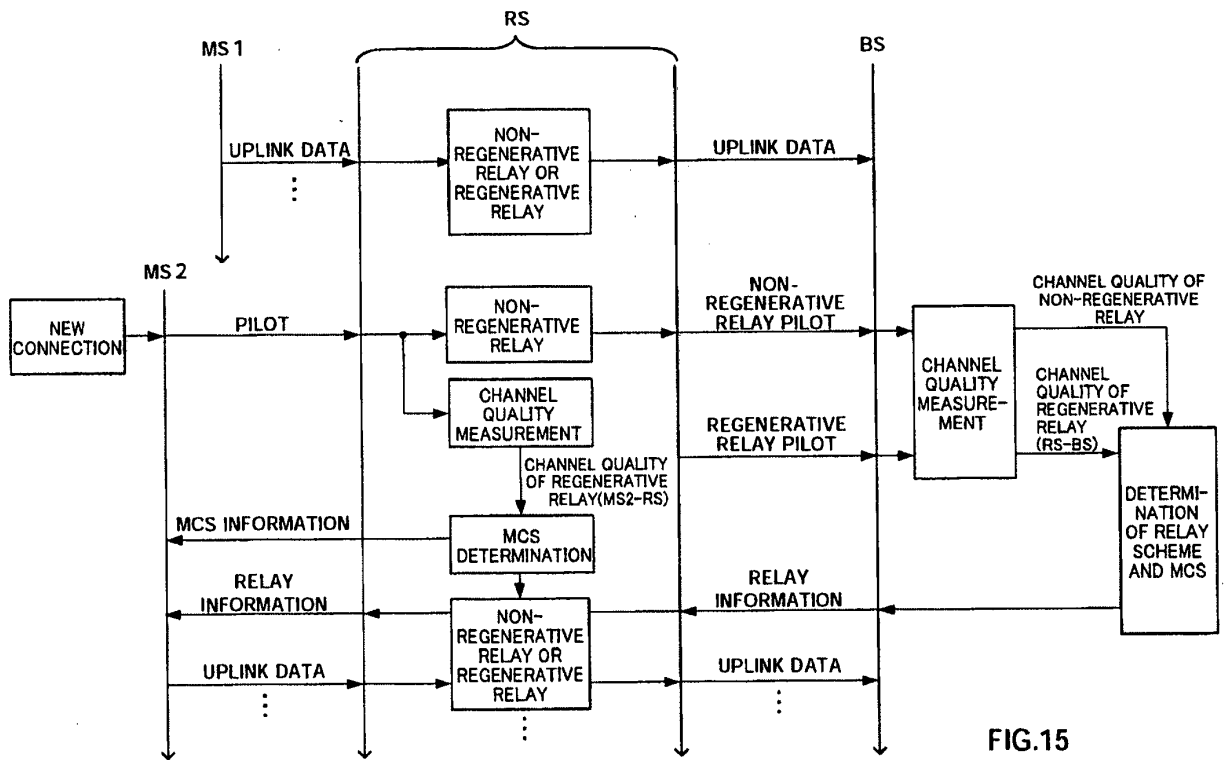 RS
MS1
BS
UPLINK DATA
NON-
REGENERATIVE
RELAY OR
REGENERATIVE
RELAY
UPLINK DATA
MS2
NEW
CONNECTION
PILOT
NON-
REGENERATIVE
RELAY
NON-
REGENERATIVE
RELAY PILOT
CHANNEL
QUALITY
MEASURE-
MENT
CHANNEL QUALITY OF
NON-REGENERATIVE
RELAY
CHANNEL
QUALITY OF
REGENERATIVE
RELAY
(RS-BS)
CHANNEL
QUALITY
MEASUREMENT
REGENERATIVE
RELAY PILOT
CHANNEL QUALITY
OF REGENERATIVE
RELAY(MS2-RS)
DETERMI-
NATION
OF RELAY
SCHEME
AND MCS
MCS INFORMATION
MCS
DETERMINATION
RELAY
INFORMATION
RELAY
INFORMATION
NON-
REGENERATIVE
RELAY OR
REGENERATIVE
RELAY
UPLINK DATA
UPLINK DATA
FIG.15